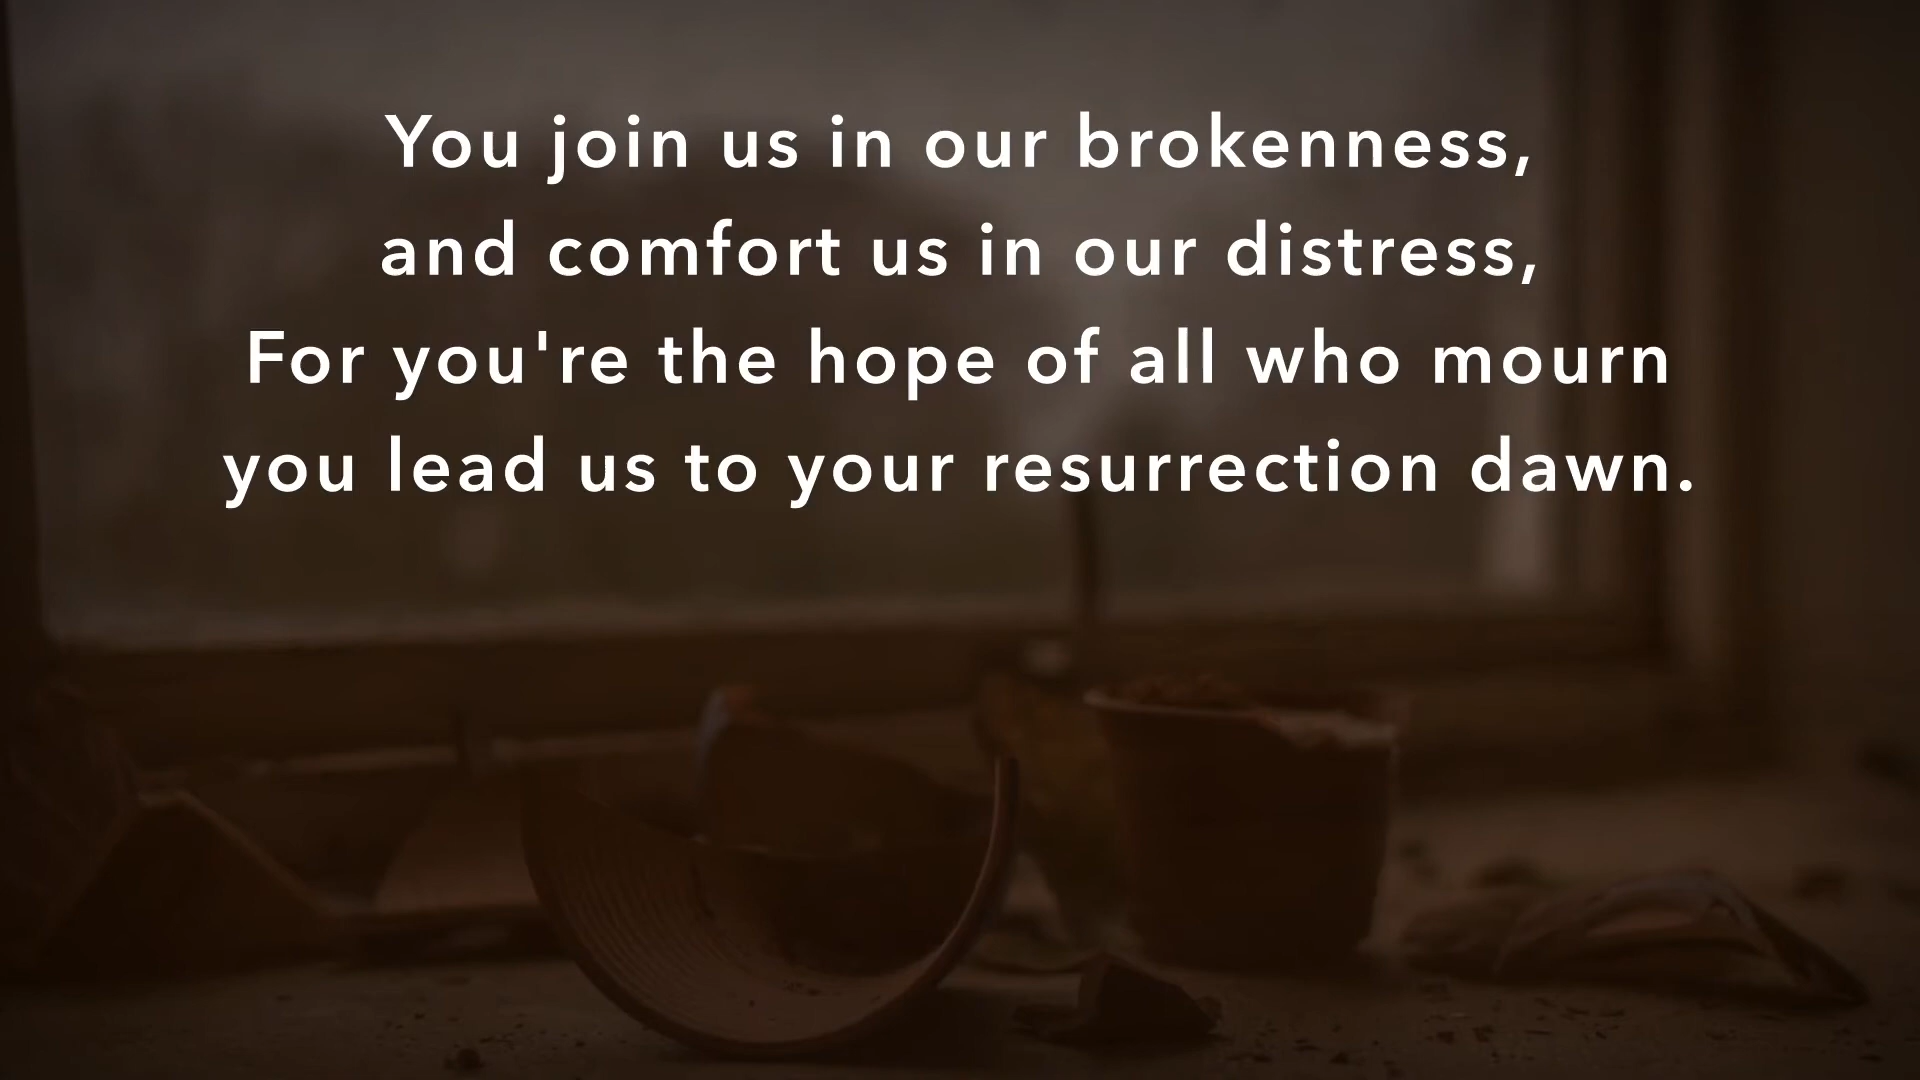 You join us in our brokenness,
and comfort us in our distress,
For you're the hope of all who mourn
you lead us to your resurrection dawn.